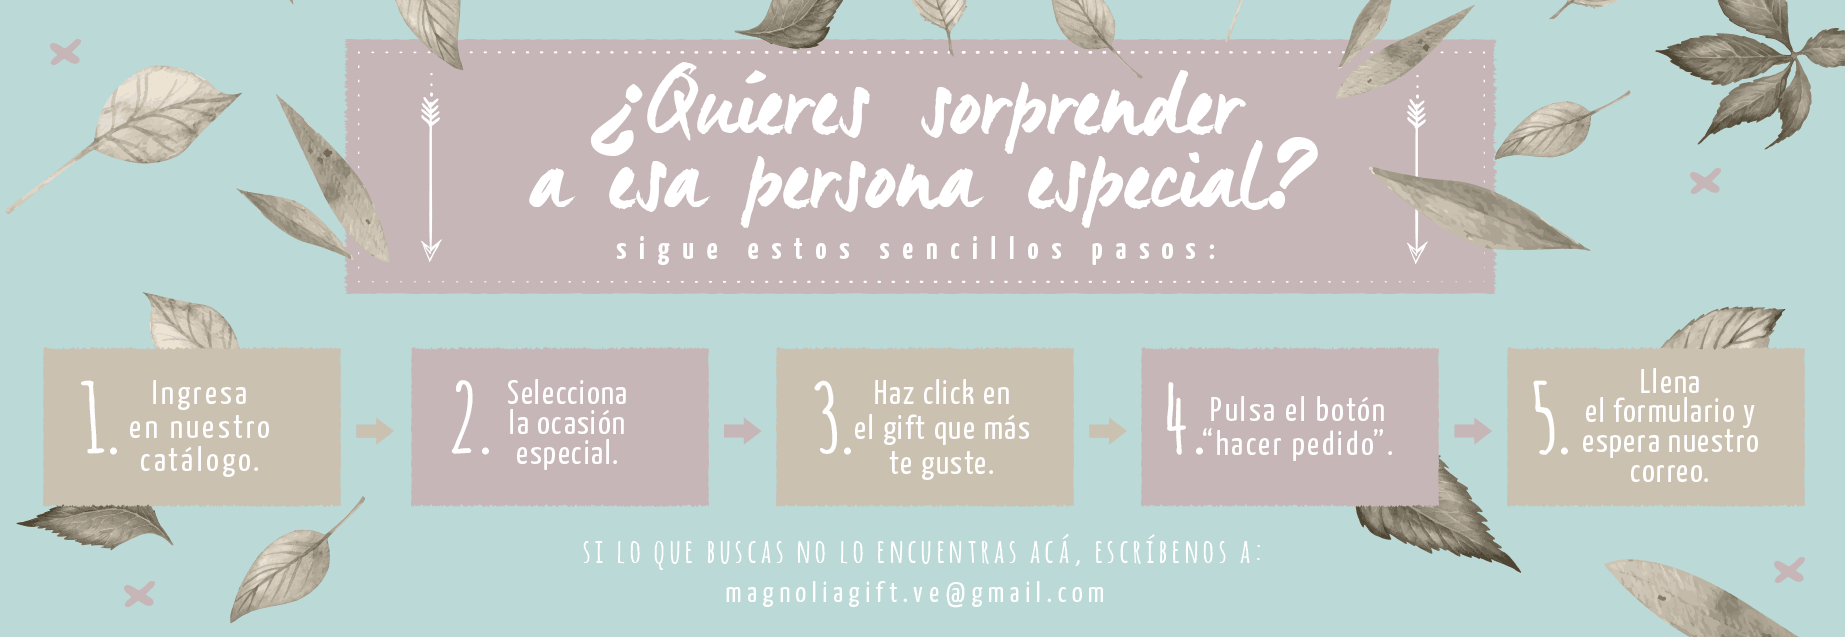 ¿Quieres sorprender
a esa persona especial?
sigue estos sencillos pasos:
1. Ingresa
en nuestro
catálogo.
2. Selecciona
la ocasión
especial.
3. Haz click en
el gift que más
te guste.
4. Pulsa el botón
“hacer pedido”.
5. Llena
el formulario y
espera nuestro
correo.
SI LO QUE BUSCAS NO LO ENCUENTRAS ACÁ, ESCRÍBENOS A:
magnoliagift.ve@gmail.com